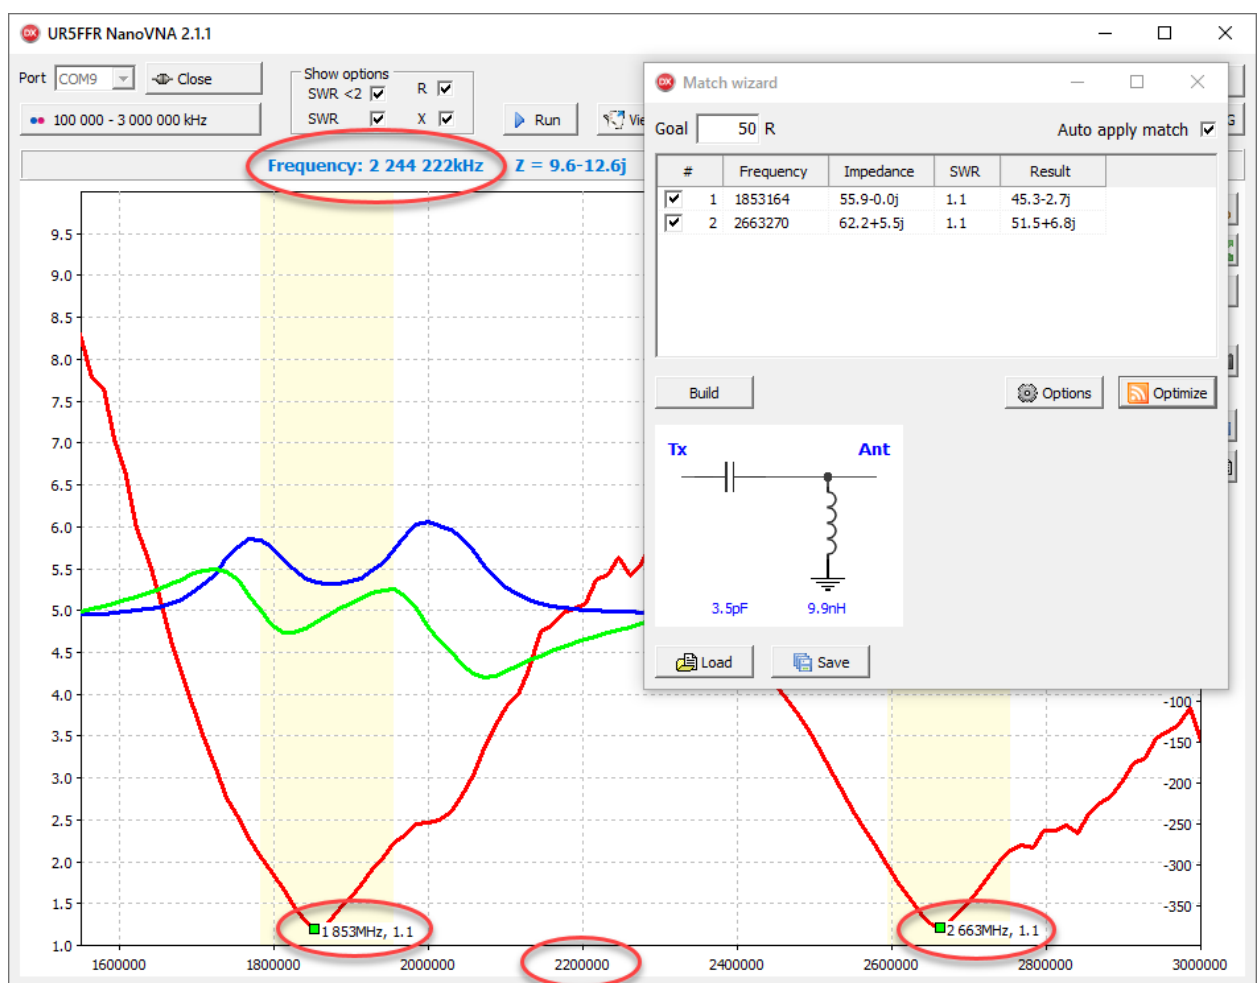 UR5FFR NanoVNA 2.1.1
Port COM9 Close
Show options
SWR <2 R
SWR X
100 000 - 3 000 000 kHz
Run
Frequency: 2 244 222kHz Z = 9.6-12.6j
Match wizard
Goal 50 R Auto apply match
# Frequency Impedance SWR Result
1 1853164 55.9-0.0j 1.1 45.3-2.7j
2 2663270 62.2+5.5j 1.1 51.5+6.8j
Build Options Optimize
Tx Ant
3.5pF 9.9nH
Load Save
9.5
9.0
8.5
8.0
7.5
7.0
6.5
6.0
5.5
5.0
4.5
4.0
3.5
3.0
2.5
2.0
1.5
1.0
-100
-150
-200
-250
-300
-350
1 853MHz, 1.1
2 663MHz, 1.1
1600000 1800000 2000000 2200000 2400000 2600000 2800000 3000000